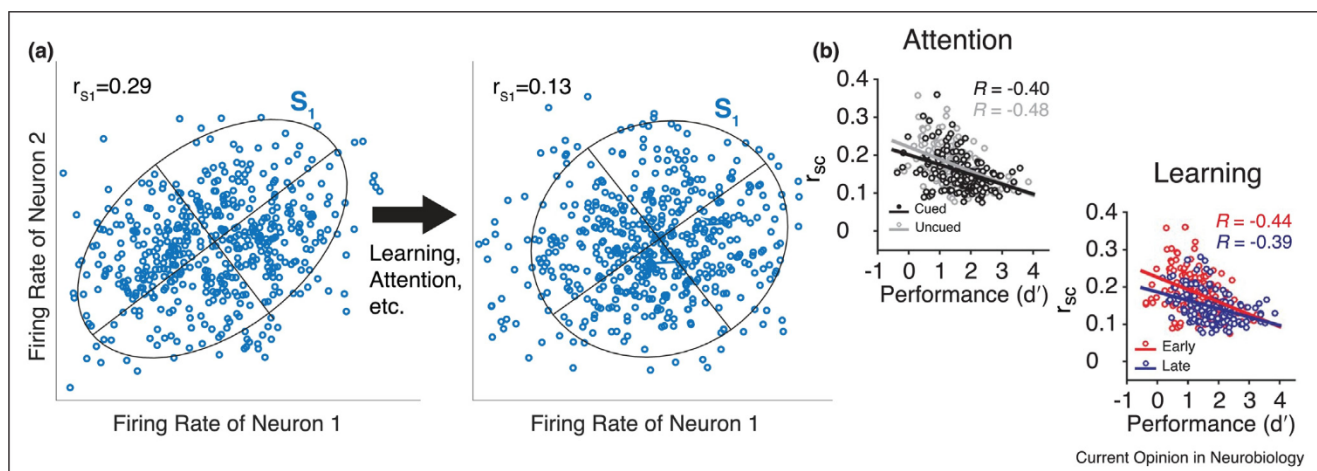 (a)
r_S1=0.29
S_1
Firing Rate of Neuron 2
Firing Rate of Neuron 1
Learning,
Attention,
etc.
r_S1=0.13
S_1
Firing Rate of Neuron 1
(b)
Attention
R = -0.40
R = -0.48
0.4
0.3
0.2
0.1
0
r_sc
Cued
Uncued
-1 0 1 2 3 4
Performance (d′)
Learning
R = -0.44
R = -0.39
0.4
0.3
0.2
0.1
0
r_sc
Early
Late
-1 0 1 2 3 4
Performance (d′)
Current Opinion in Neurobiology